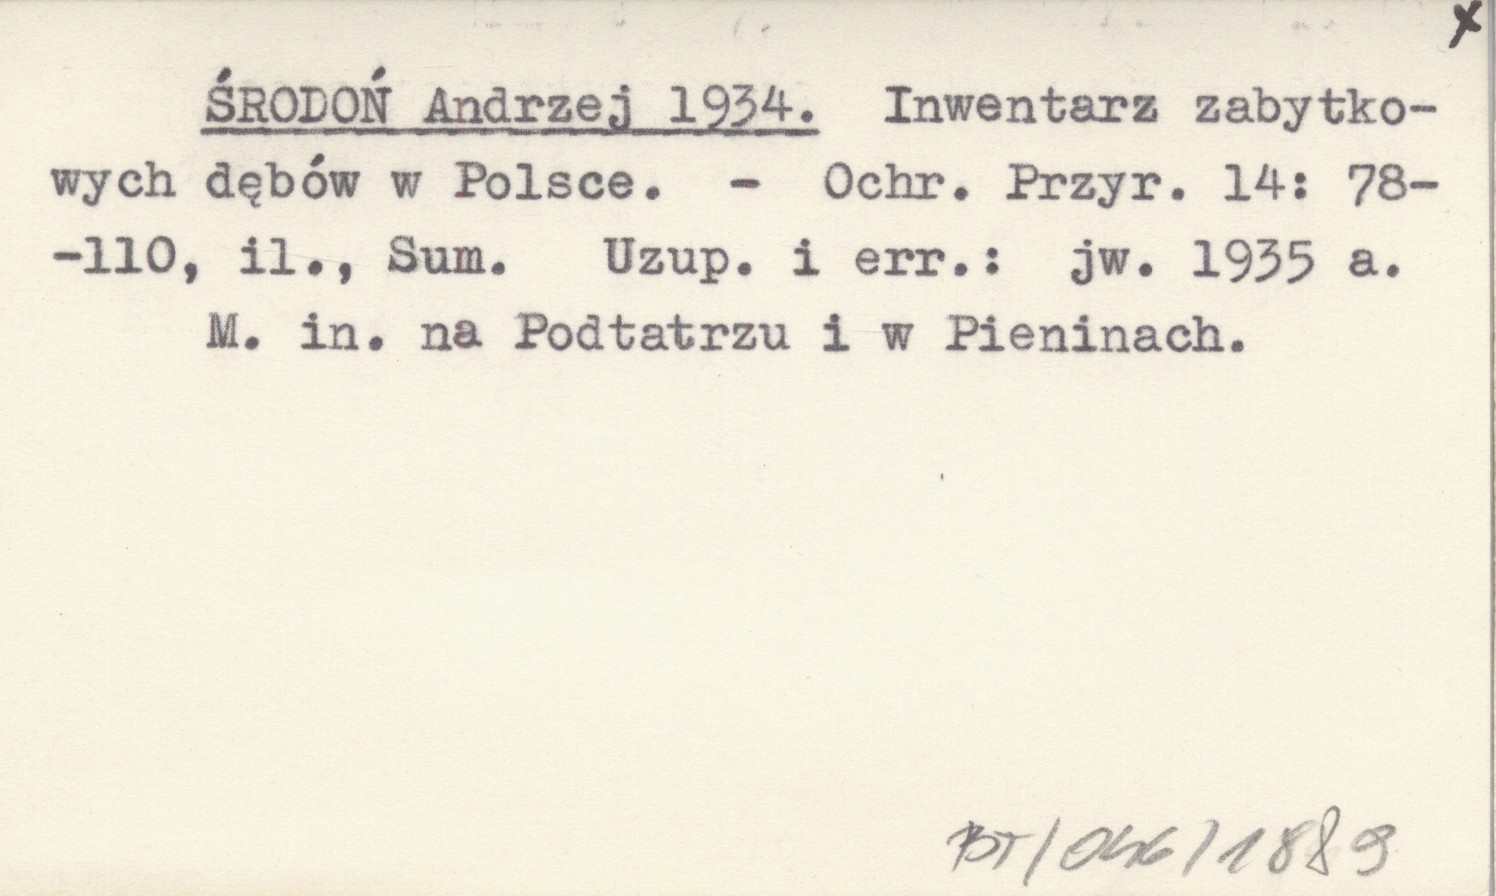 x
ŚRODOŃ Andrzej 1934. Inwentarz zabytko-
wych dębów w Polsce. - Ochr. Przyr. 14: 78-
-110, il., Sum. Uzup. i err.: jw. 1935 a.
M. in. na Podtatrzu i w Pieninach.
BT/046/1889